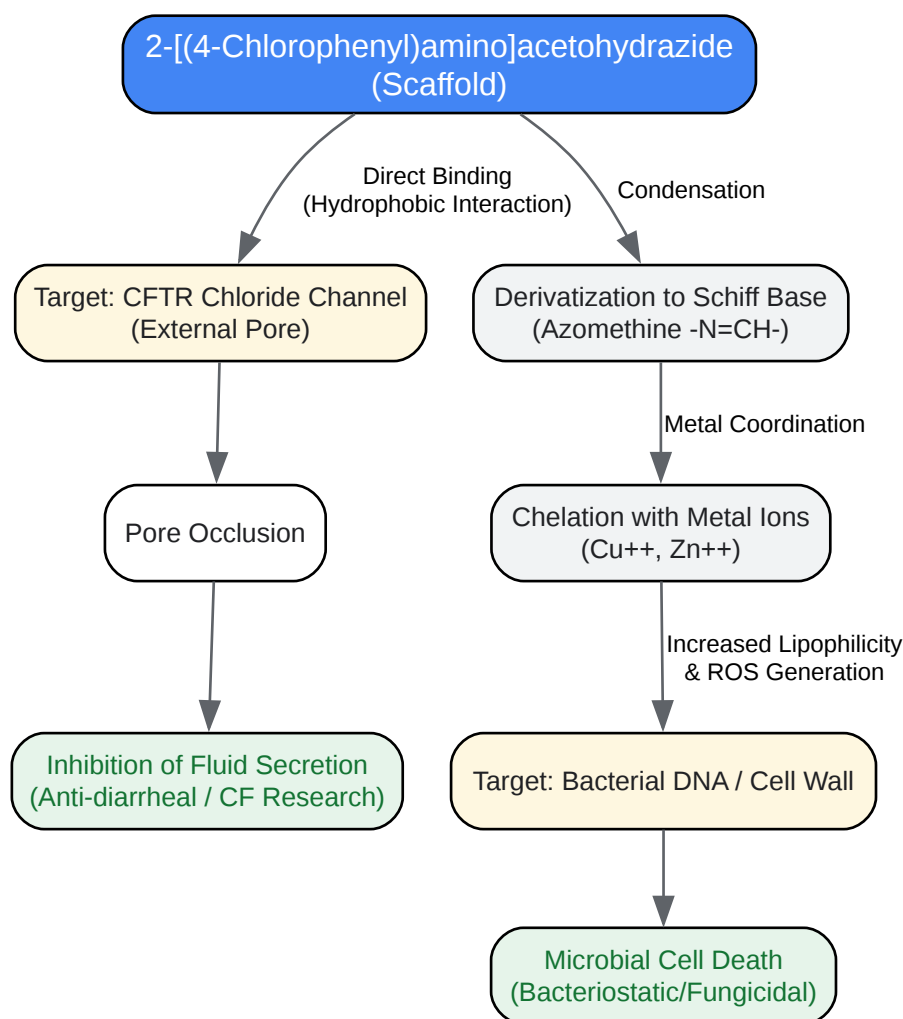 2-[(4-Chlorophenyl)amino]acetohydrazide
(Scaffold)
Direct Binding
(Hydrophobic Interaction)
Condensation
Target: CFTR Chloride Channel
(External Pore)
Derivatization to Schiff Base
(Azomethine -N=CH-)
Metal Coordination
Pore Occlusion
Chelation with Metal Ions
(Cu++, Zn++)
Increased Lipophilicity
& ROS Generation
Inhibition of Fluid Secretion
(Anti-diarrheal / CF Research)
Target: Bacterial DNA / Cell Wall
Microbial Cell Death
(Bacteriostatic/Fungicidal)